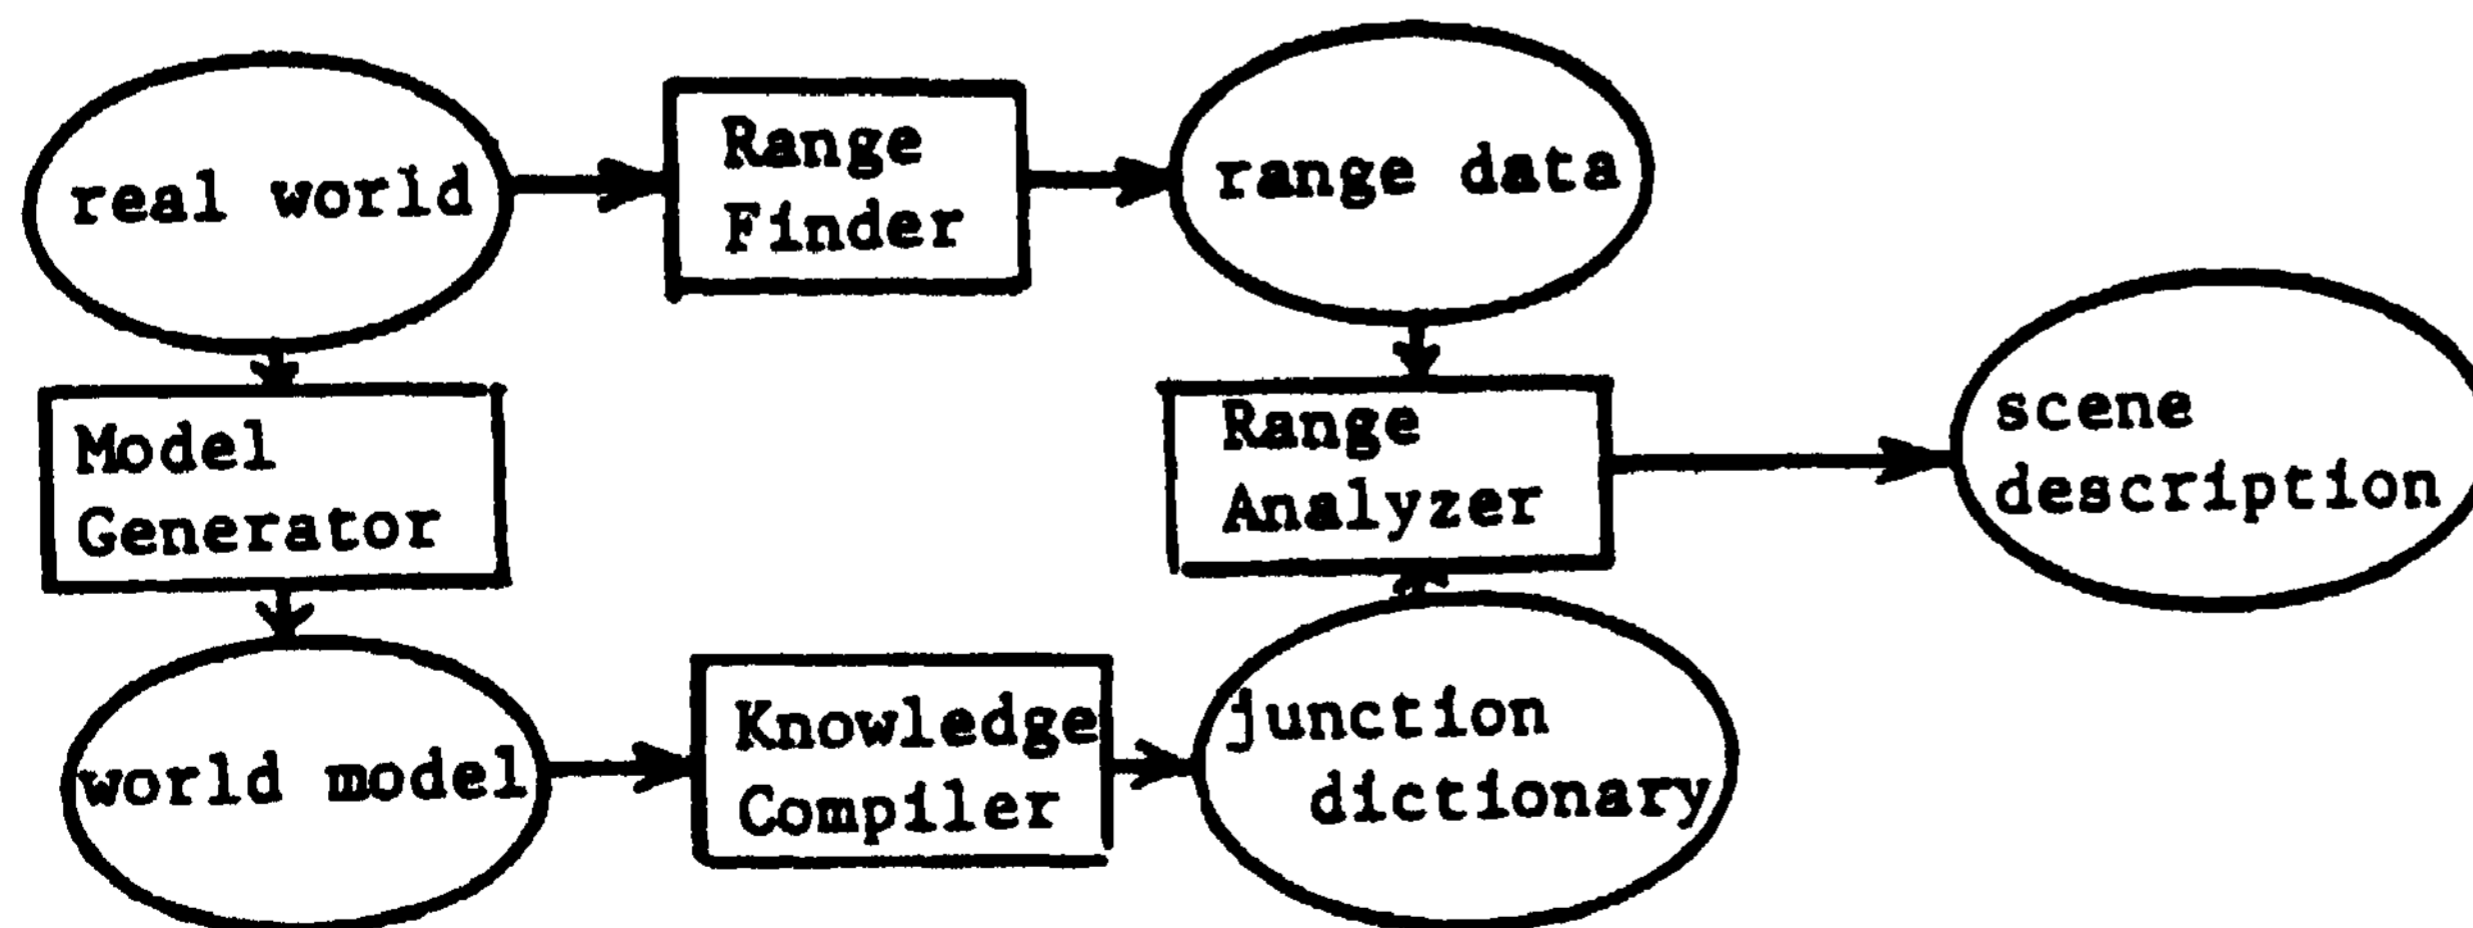 real world
Range
Finder
range data
Model
Generator
Range
Analyzer
scene
description
world model
Knowledge
Compiler
junction
dictionary